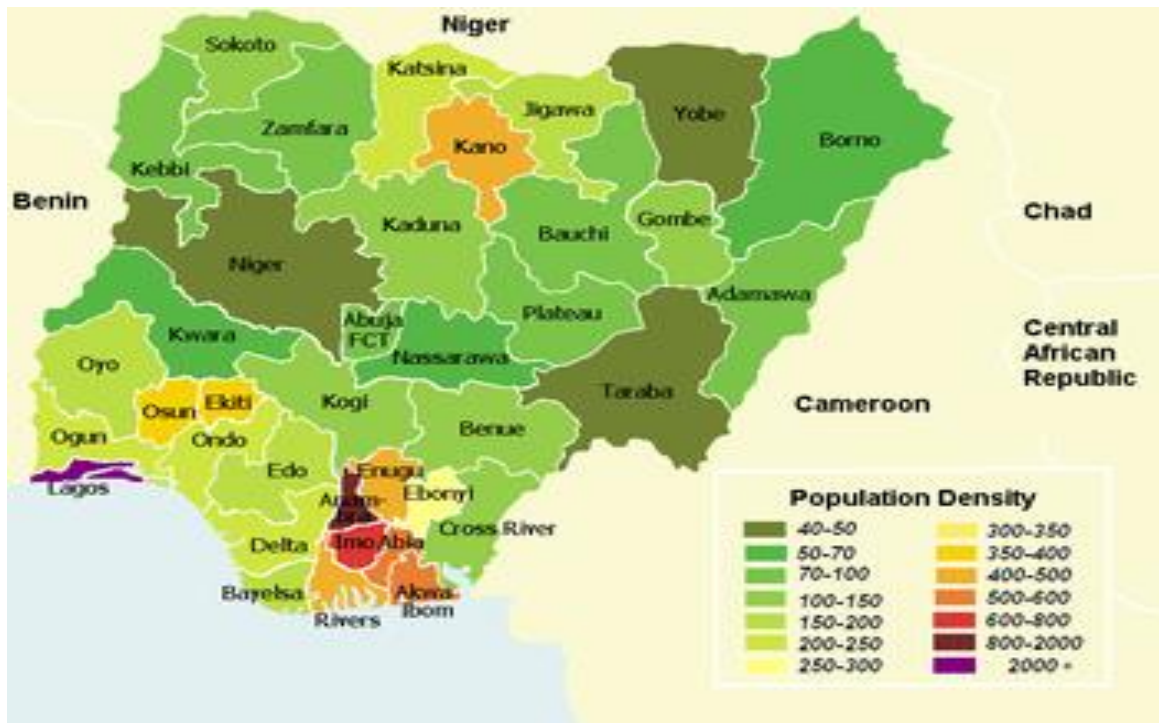 Niger
Sokoto
Katsina
Jigawa
Yobe
Borno
Zamfara
Kano
Kebbi
Benin
Chad
Kaduna
Gombe
Bauchi
Niger
Adamawa
Abuja
FCT
Plateau
Kwara
Nassarawa
Central
African
Republic
Oyo
Taraba
Kogi
Cameroon
Osun
Ekiti
Benue
Ogun
Ondo
Edo
Enugu
Lagos
Anam-
bra
Ebonyi
Cross River
Delta
Imo
Abia
Bayelsa
Akwa
Ibom
Rivers
Population Density
40-50
50-70
70-100
100-150
150-200
200-250
250-300
300-350
350-400
400-500
500-600
600-800
800-2000
2000 +